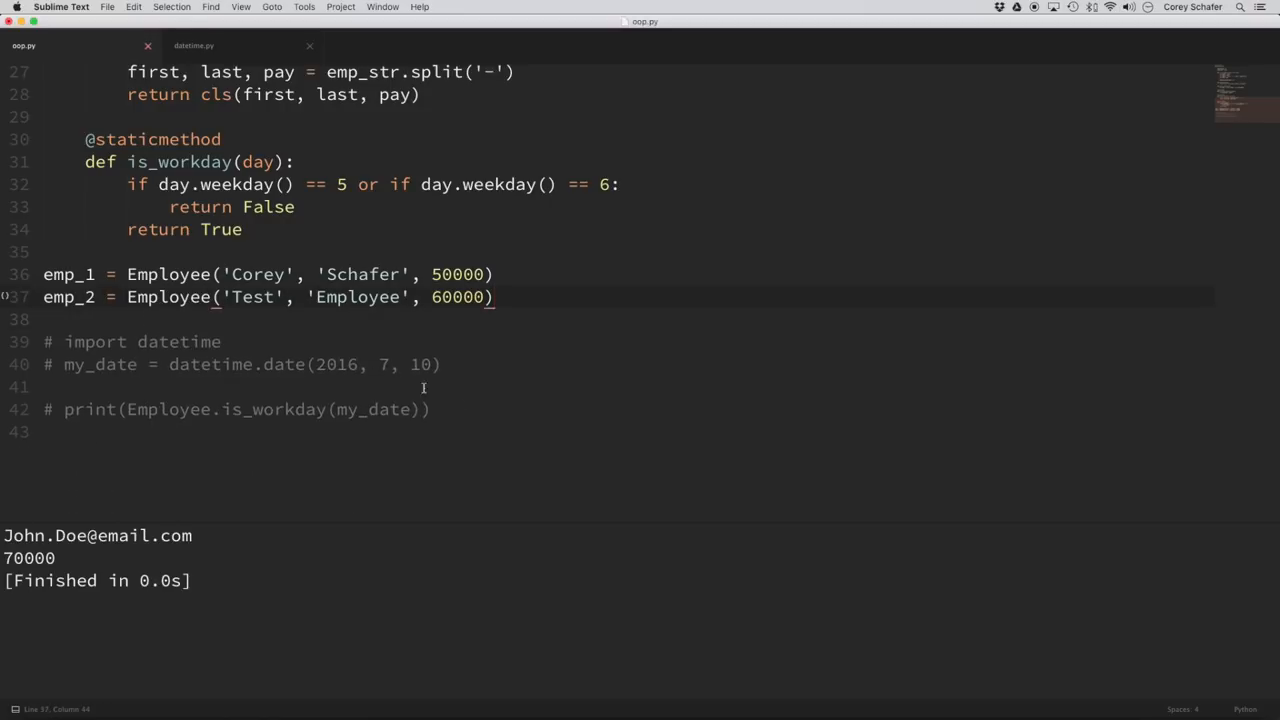 Sublime Text File Edit Selection Find View Goto Tools Project Window Help Corey Schafer
oop.py
oop.py datetime.py
27 first, last, pay = emp_str.split('-')
28 return cls(first, last, pay)
29
30 @staticmethod
31 def is_workday(day):
32 if day.weekday() == 5 or if day.weekday() == 6:
33 return False
34 return True
35
36 emp_1 = Employee('Corey', 'Schafer', 50000)
37 emp_2 = Employee('Test', 'Employee', 60000)
38
39 # import datetime
40 # my_date = datetime.date(2016, 7, 10)
41
42 # print(Employee.is_workday(my_date))
43
John.Doe@email.com
70000
[Finished in 0.0s]
Line 37, Column 44 Spaces: 4 Python